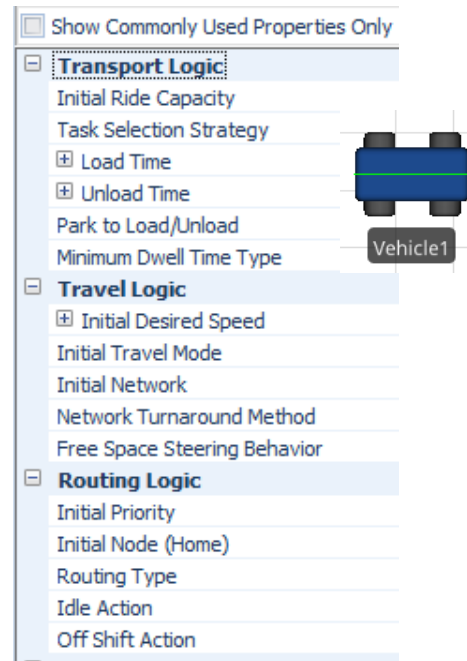 Show Commonly Used Properties Only
Transport Logic
Initial Ride Capacity
Task Selection Strategy
Load Time
Unload Time
Park to Load/Unload
Minimum Dwell Time Type
Vehicle1
Travel Logic
Initial Desired Speed
Initial Travel Mode
Initial Network
Network Turnaround Method
Free Space Steering Behavior
Routing Logic
Initial Priority
Initial Node (Home)
Routing Type
Idle Action
Off Shift Action